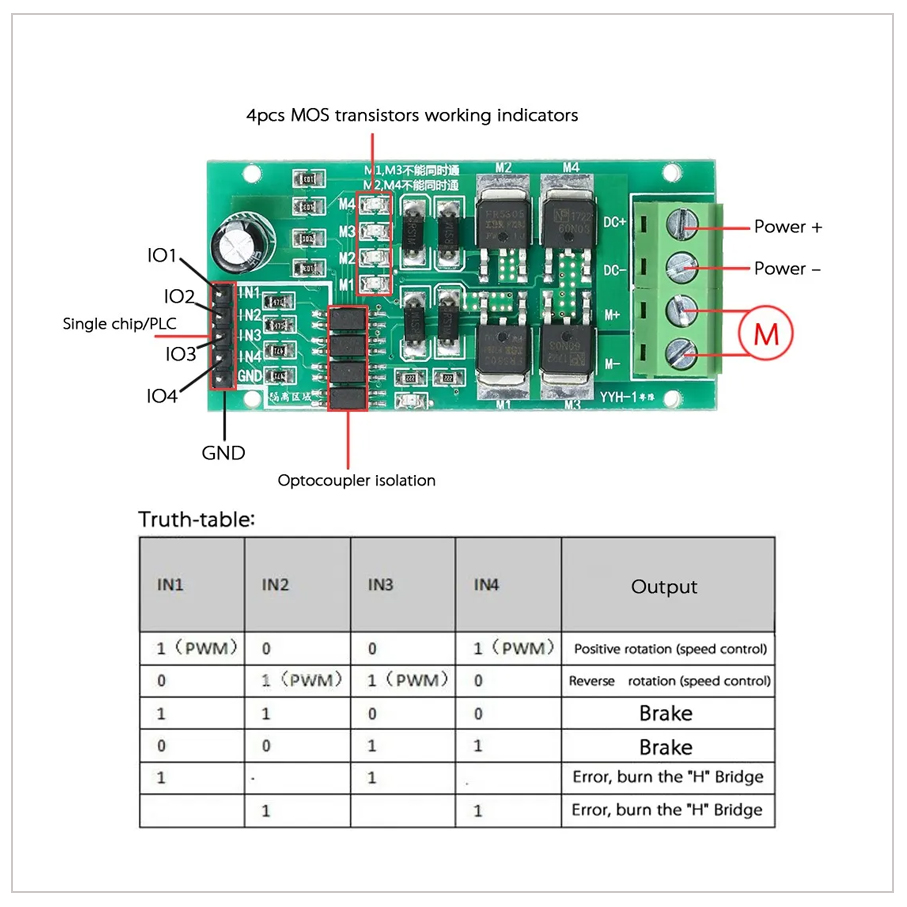 4pcs MOS transistors working indicators
M1,M3不能同时通
M2,M4不能同时通
M2
M4
M4
M3
M2
M1
DC+
DC-
M+
M-
Power +
Power –
M
IO1
IO2
Single chip/PLC
IO3
IO4
GND
IN1
IN2
IN3
IN4
GND
隔离区域
M1
M3
YYH-1
Optocoupler isolation
Truth-table:
IN1 IN2 IN3 IN4 Output
1（PWM） 0 0 1（PWM） Positive rotation (speed control)
0 1（PWM） 1（PWM） 0 Reverse rotation (speed control)
1 1 0 0 Brake
0 0 1 1 Brake
1 · 1 . Error, burn the "H" Bridge
1 1 Error, burn the "H" Bridge